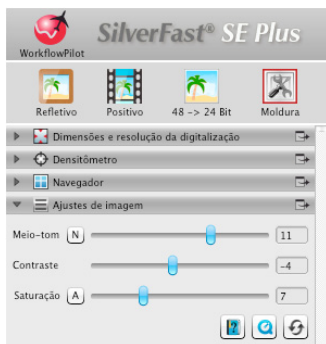 SilverFast® SE Plus
WorkflowPilot
Refletivo Positivo 48 -> 24 Bit Moldura
Dimensões e resolução da digitalização
Densitômetro
Navegador
Ajustes de imagem
Meio-tom N 11
Contraste -4
Saturação A 7